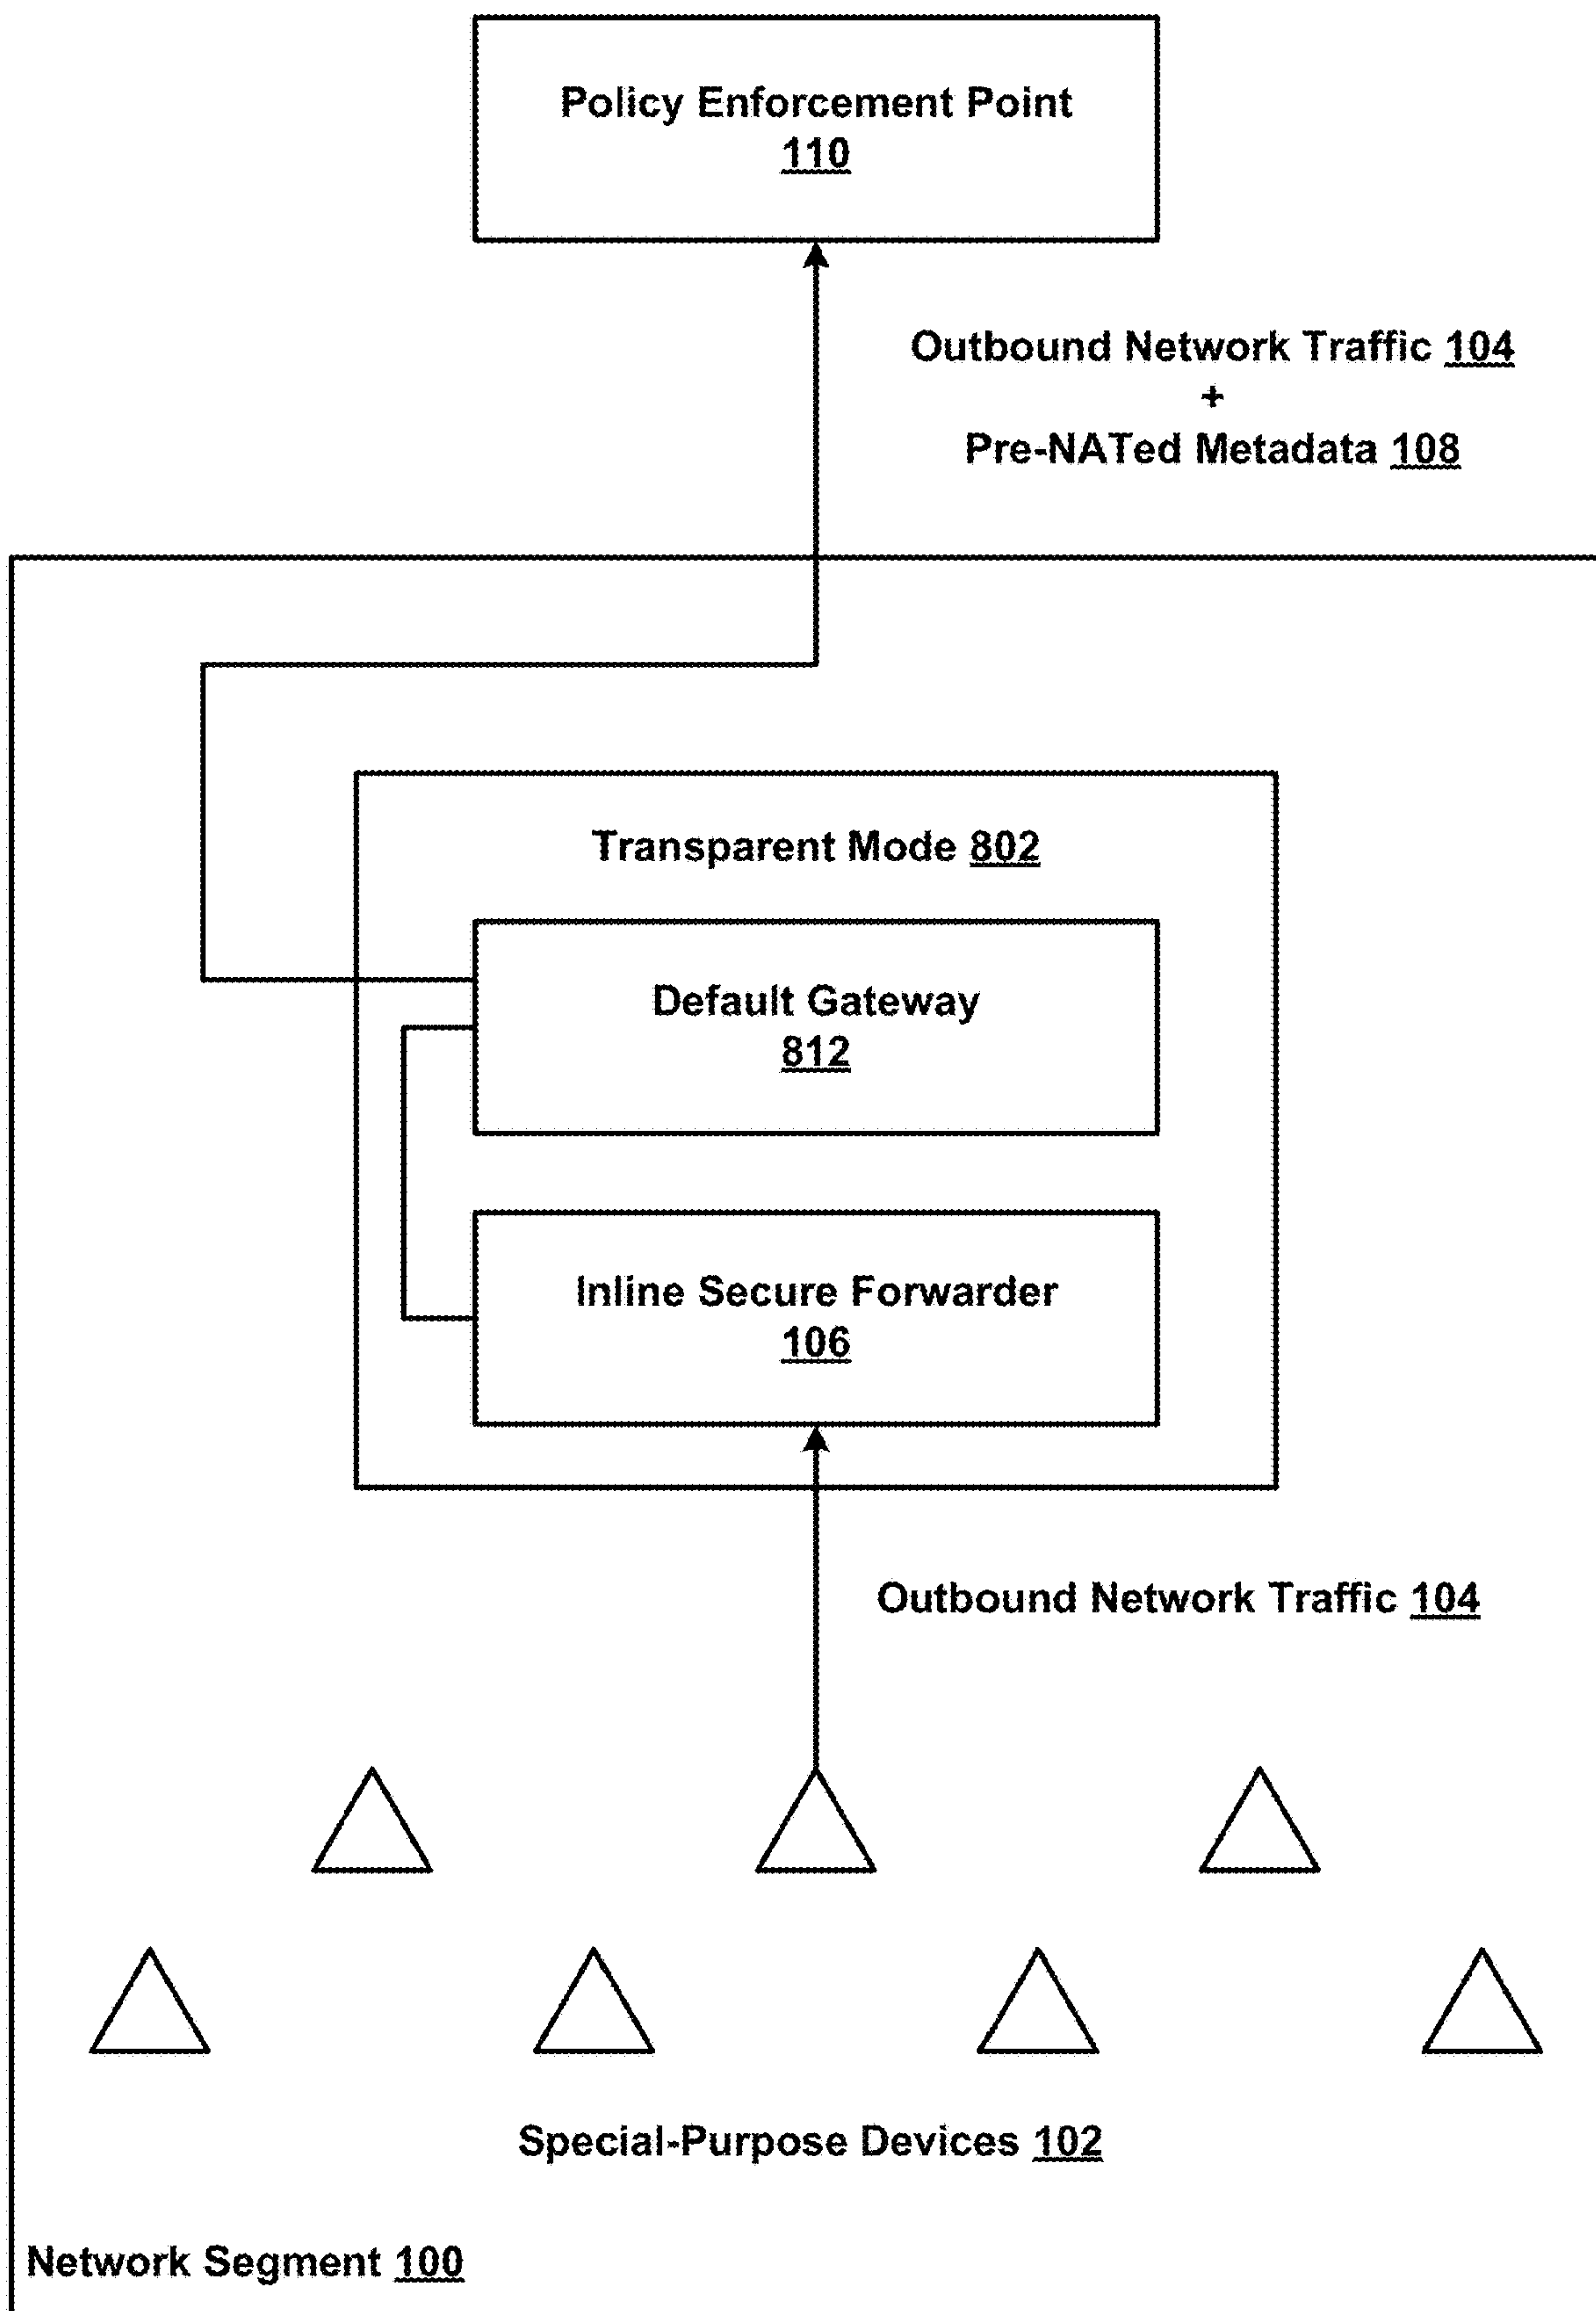 Policy Enforcement Point
110
Outbound Network Traffic 104
+
Pre-NATed Metadata 108
Transparent Mode 802
Default Gateway
812
Inline Secure Forwarder
106
Outbound Network Traffic 104
Special-Purpose Devices 102
Network Segment 100